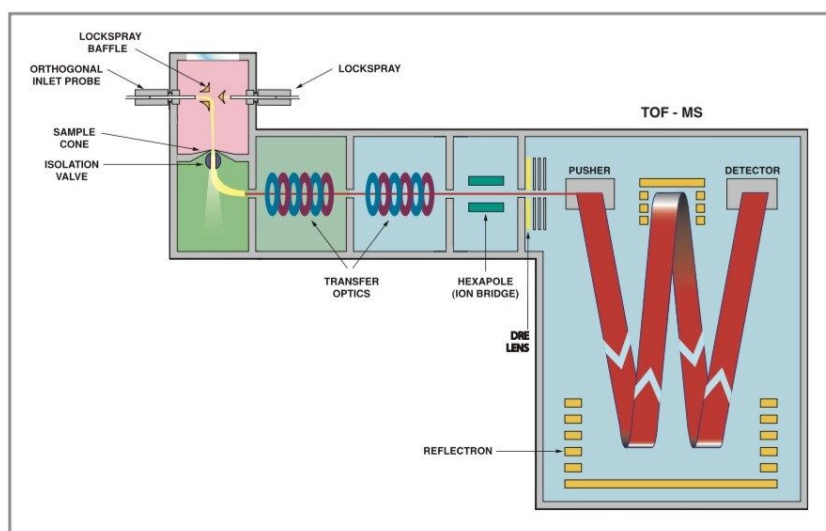 LOCKSPRAY
BAFFLE
ORTHOGONAL
INLET PROBE
LOCKSPRAY
TOF - MS
SAMPLE
CONE
ISOLATION
VALVE
PUSHER
DETECTOR
TRANSFER
OPTICS
HEXAPOLE
(ION BRIDGE)
DRE
LENS
REFLECTRON